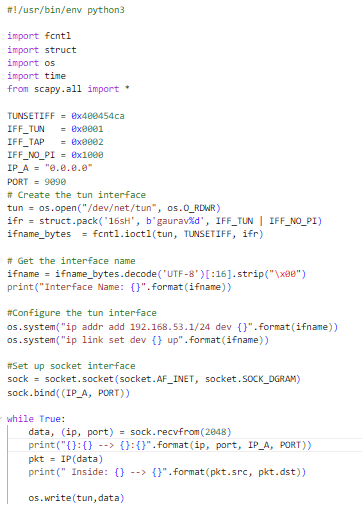 #!/usr/bin/env python3

import fcntl
import struct
import os
import time
from scapy.all import *

TUNSETIFF = 0x400454ca
IFF_TUN   = 0x0001
IFF_TAP   = 0x0002
IFF_NO_PI = 0x1000
IP_A = "0.0.0.0"
PORT = 9090
# Create the tun interface
tun = os.open("/dev/net/tun", os.O_RDWR)
ifr = struct.pack('16sH', b'gaurav%d', IFF_TUN | IFF_NO_PI)
ifname_bytes  = fcntl.ioctl(tun, TUNSETIFF, ifr)

# Get the interface name
ifname = ifname_bytes.decode('UTF-8')[:16].strip("\x00")
print("Interface Name: {}".format(ifname))

#Configure the tun interface
os.system("ip addr add 192.168.53.1/24 dev {}".format(ifname))
os.system("ip link set dev {} up".format(ifname))

#Set up socket interface
sock = socket.socket(socket.AF_INET, socket.SOCK_DGRAM)
sock.bind((IP_A, PORT))

while True:
    data, (ip, port) = sock.recvfrom(2048)
    print("{}:{} --> {}:{}".format(ip, port, IP_A, PORT))
    pkt = IP(data)
    print(" Inside: {} --> {}".format(pkt.src, pkt.dst))

    os.write(tun,data)